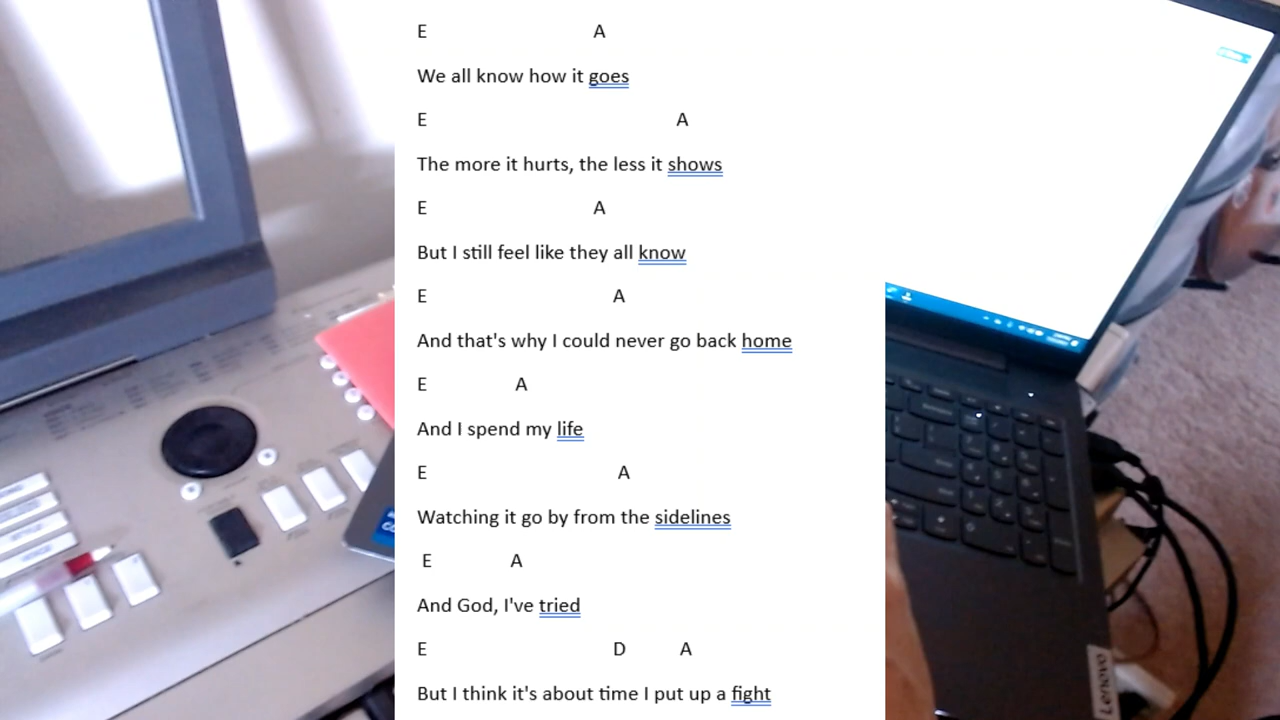 E A
We all know how it goes
E A
The more it hurts, the less it shows
E A
But I still feel like they all know
E A
And that's why I could never go back home
E A
And I spend my life
E A
Watching it go by from the sidelines
E A
And God, I've tried
E D A
But I think it's about time I put up a fight
Lenovo